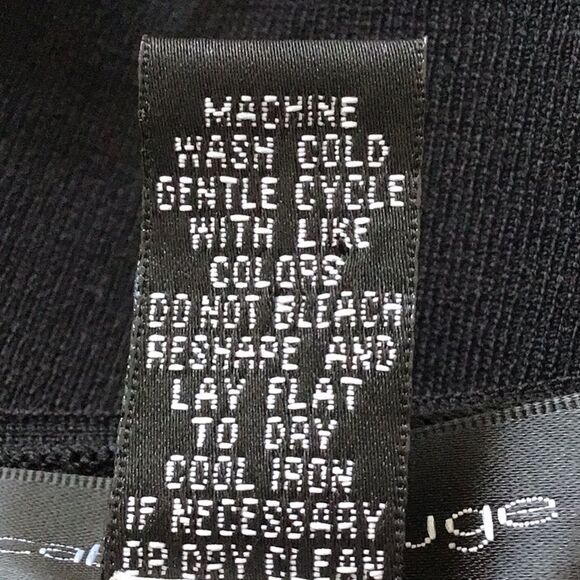 MACHINE
WASH COLD
GENTLE CYCLE
WITH LIKE
COLORS
DO NOT BLEACH
RESHAPE AND
LAY FLAT
TO DRY
COOL IRON
IF NECESSARY
OR DRY CLEAN